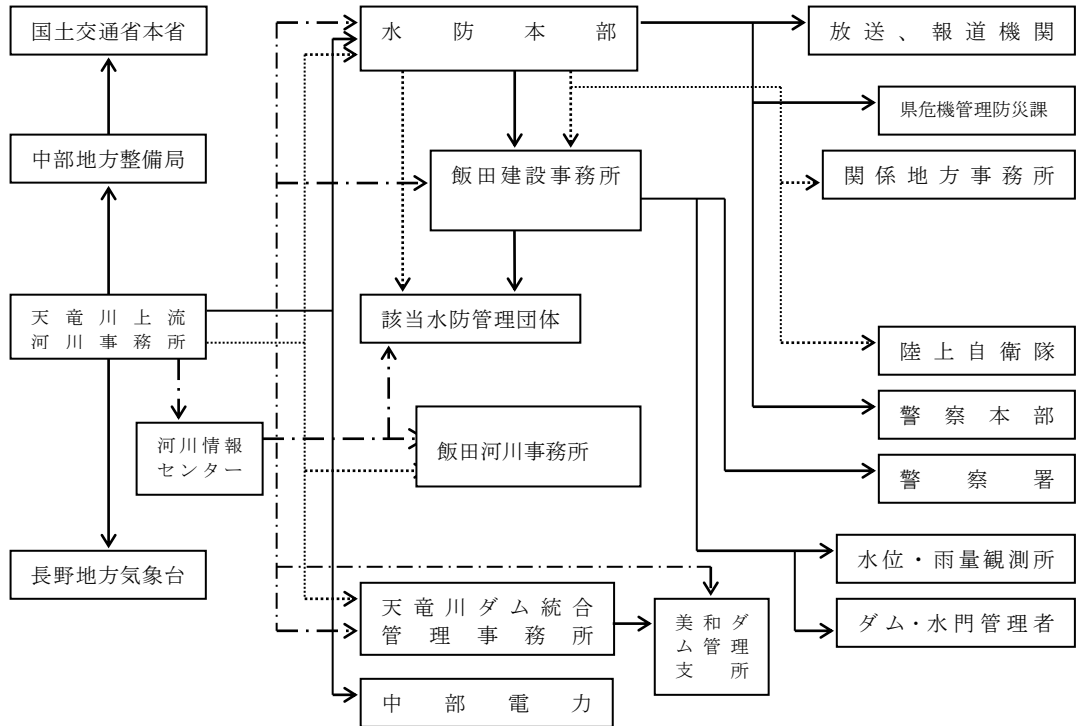 国土交通省本省
水防本部
放送、報道機関
県危機管理防災課
中部地方整備局
飯田建設事務所
関係地方事務所
天竜川上流
河川事務所
該当水防管理団体
陸上自衛隊
警察本部
河川情報
センター
飯田河川事務所
警察署
長野地方気象台
水位・雨量観測所
天竜川ダム統合
管理事務所
美和ダ
ム管理
支所
ダム・水門管理者
中部電力